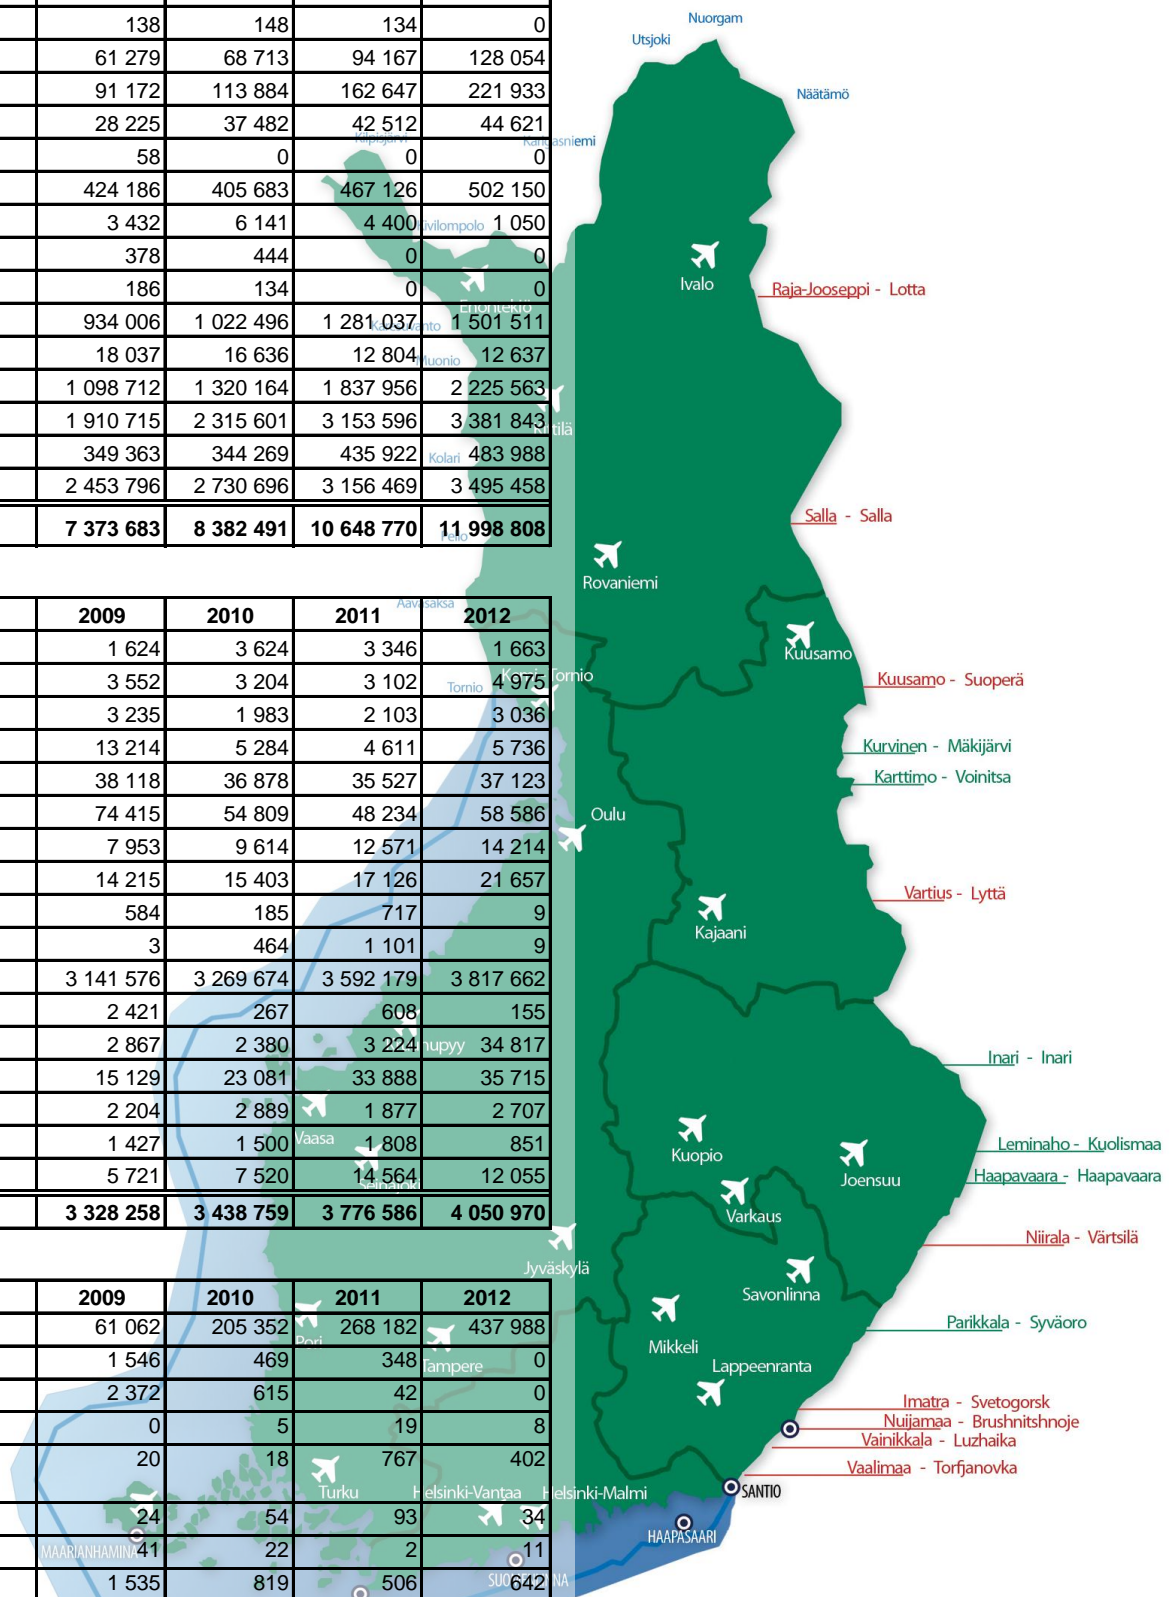 138 148 134 0
61 279 68 713 94 167 128 054
91 172 113 884 162 647 221 933
28 225 37 482 42 512 44 621
58 0 0 0
424 186 405 683 467 126 502 150
3 432 6 141 4 400 1 050
378 444 0 0
186 134 0 0
934 006 1 022 496 1 281 037 1 501 511
18 037 16 636 12 804 12 637
1 098 712 1 320 164 1 837 956 2 225 563
1 910 715 2 315 601 3 153 596 3 381 843
349 363 344 269 435 922 483 988
2 453 796 2 730 696 3 156 469 3 495 458
7 373 683 8 382 491 10 648 770 11 998 808
2009 2010 2011 2012
1 624 3 624 3 346 1 663
3 552 3 204 3 102 4 975
3 235 1 983 2 103 3 036
13 214 5 284 4 611 5 736
38 118 36 878 35 527 37 123
74 415 54 809 48 234 58 586
7 953 9 614 12 571 14 214
14 215 15 403 17 126 21 657
584 185 717 9
3 464 1 101 9
3 141 576 3 269 674 3 592 179 3 817 662
2 421 267 608 155
2 867 2 380 3 224 34 817
15 129 23 081 33 888 35 715
2 204 2 889 1 877 2 707
1 427 1 500 1 808 851
5 721 7 520 14 564 12 055
3 328 258 3 438 759 3 776 586 4 050 970
2009 2010 2011 2012
61 062 205 352 268 182 437 988
1 546 469 348 0
2 372 615 42 0
0 5 19 8
20 18 767 402
24 54 93 34
41 22 2 11
1 535 819 506 642
Nuorgam
Utsjoki
Näätämö
Kilpisjärvi
Karigasniemi
Kivilompolo
Ivalo
Raja-Jooseppi - Lotta
Enontekiö
Muonio
Kittilä
Kolari
Salla - Salla
Pello
Rovaniemi
Aavasaksa
Kuusamo
Kuusamo - Suoperä
Tornio
Kurvinen - Mäkijärvi
Karttimo - Voinitsa
Oulu
Vartius - Lyttä
Kajaani
Inari - Inari
Vaasa
Kuopio
Joensuu
Leminaho - Kuolismaa
Haapavaara - Haapavaara
Seinäjoki
Varkaus
Niirala - Värtsilä
Jyväskylä
Savonlinna
Parikkala - Syväoro
Pori
Tampere
Mikkeli
Lappeenranta
Imatra - Svetogorsk
Nuijamaa - Brushnitshnoje
Vainikkala - Luzhaika
Vaalimaa - Torfjanovka
Turku
Helsinki-Vantaa
Helsinki-Malmi
SANTIO
HAAPASAARI
MAARIANHAMINA